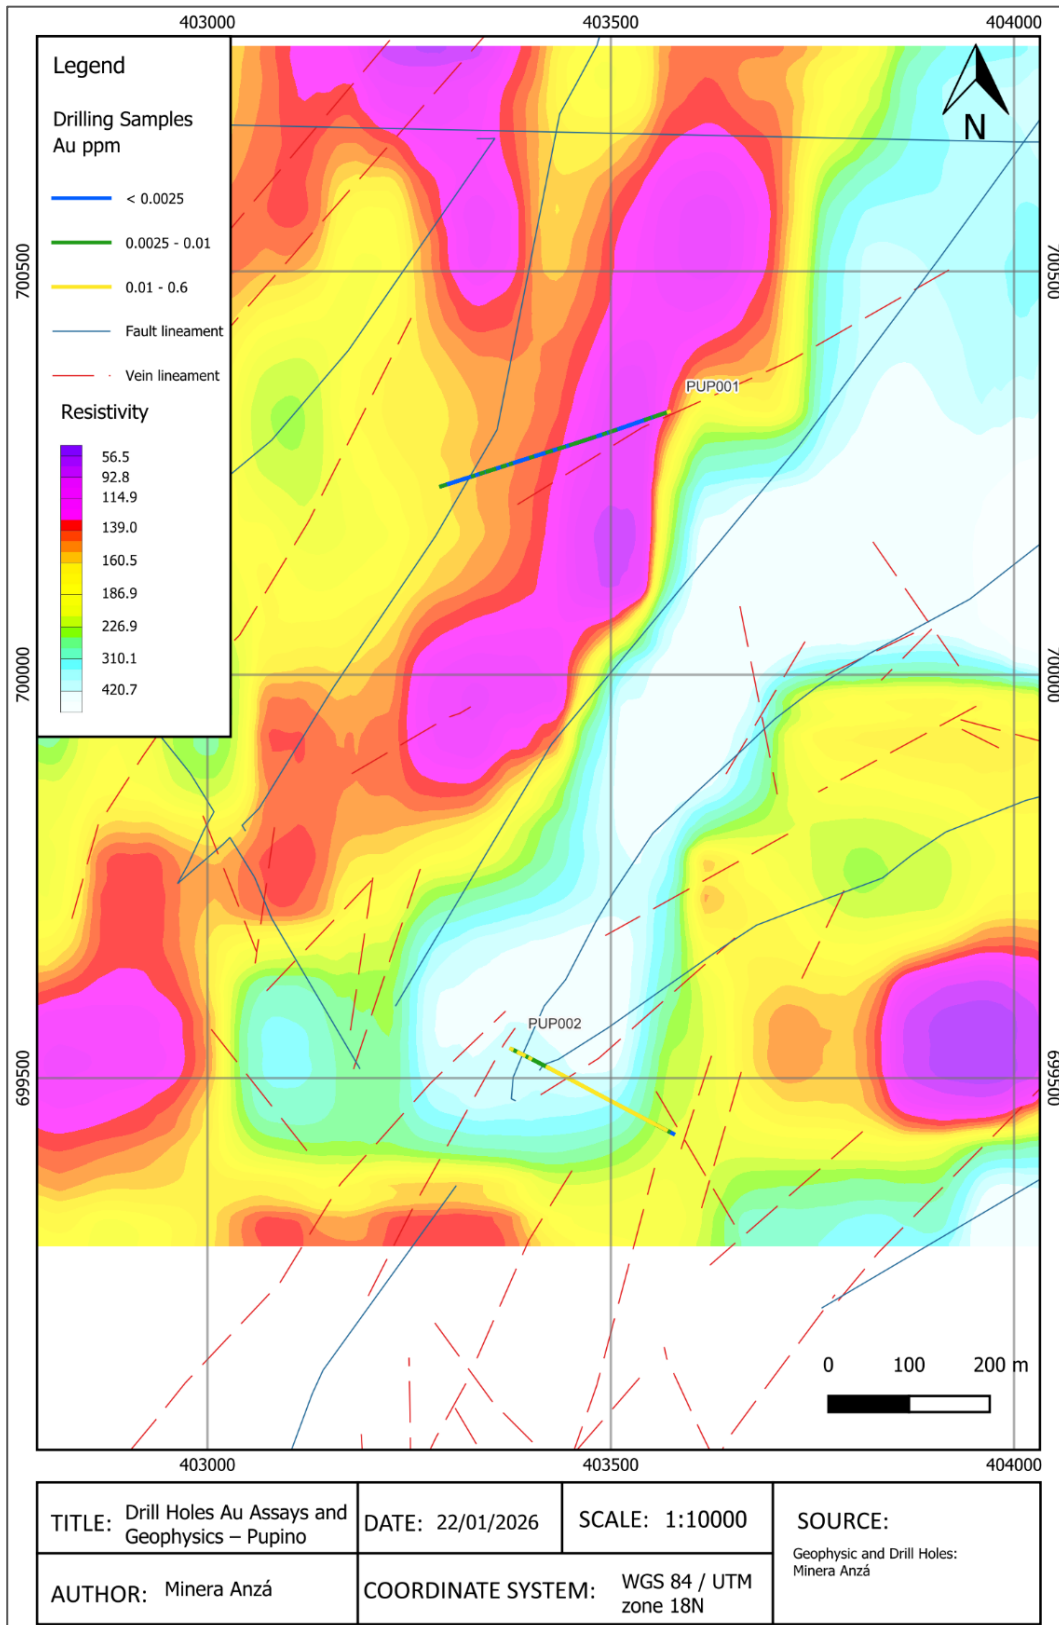 403000
403500
404000
Legend
Drilling Samples
Au ppm
< 0.0025
0.0025 - 0.01
0.01 - 0.6
Fault lineament
Vein lineament
Resistivity
56.5
92.8
114.9
139.0
160.5
186.9
226.9
310.1
420.7
N
700500
700500
PUP001
700000
700000
PUP002
699500
699500
0
100
200 m
403000
403500
404000
TITLE: Drill Holes Au Assays and
Geophysics – Pupino
DATE: 22/01/2026
SCALE: 1:10000
SOURCE:
Geophysic and Drill Holes:
Minera Anzá
AUTHOR: Minera Anzá
COORDINATE SYSTEM: WGS 84 / UTM
zone 18N